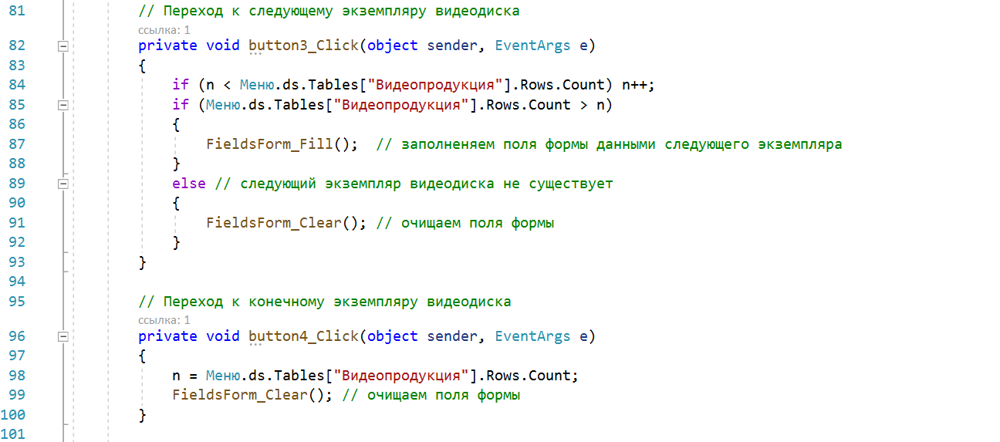 81 // Переход к следующему экземпляру видеодиска
ссылка: 1
82 private void button3_Click(object sender, EventArgs e)
83 {
84 if (n < Меню.ds.Tables["Видеопродукция"].Rows.Count) n++;
85 if (Меню.ds.Tables["Видеопродукция"].Rows.Count > n)
86 {
87 FieldsForm_Fill(); // заполненяем поля формы данными следующего экземпляра
88 }
89 else // следующий экземпляр видеодиска не существует
90 {
91 FieldsForm_Clear(); // очищаем поля формы
92 }
93 }
94
95 // Переход к конечному экземпляру видеодиска
ссылка: 1
96 private void button4_Click(object sender, EventArgs e)
97 {
98 n = Меню.ds.Tables["Видеопродукция"].Rows.Count;
99 FieldsForm_Clear(); // очищаем поля формы
100 }
101